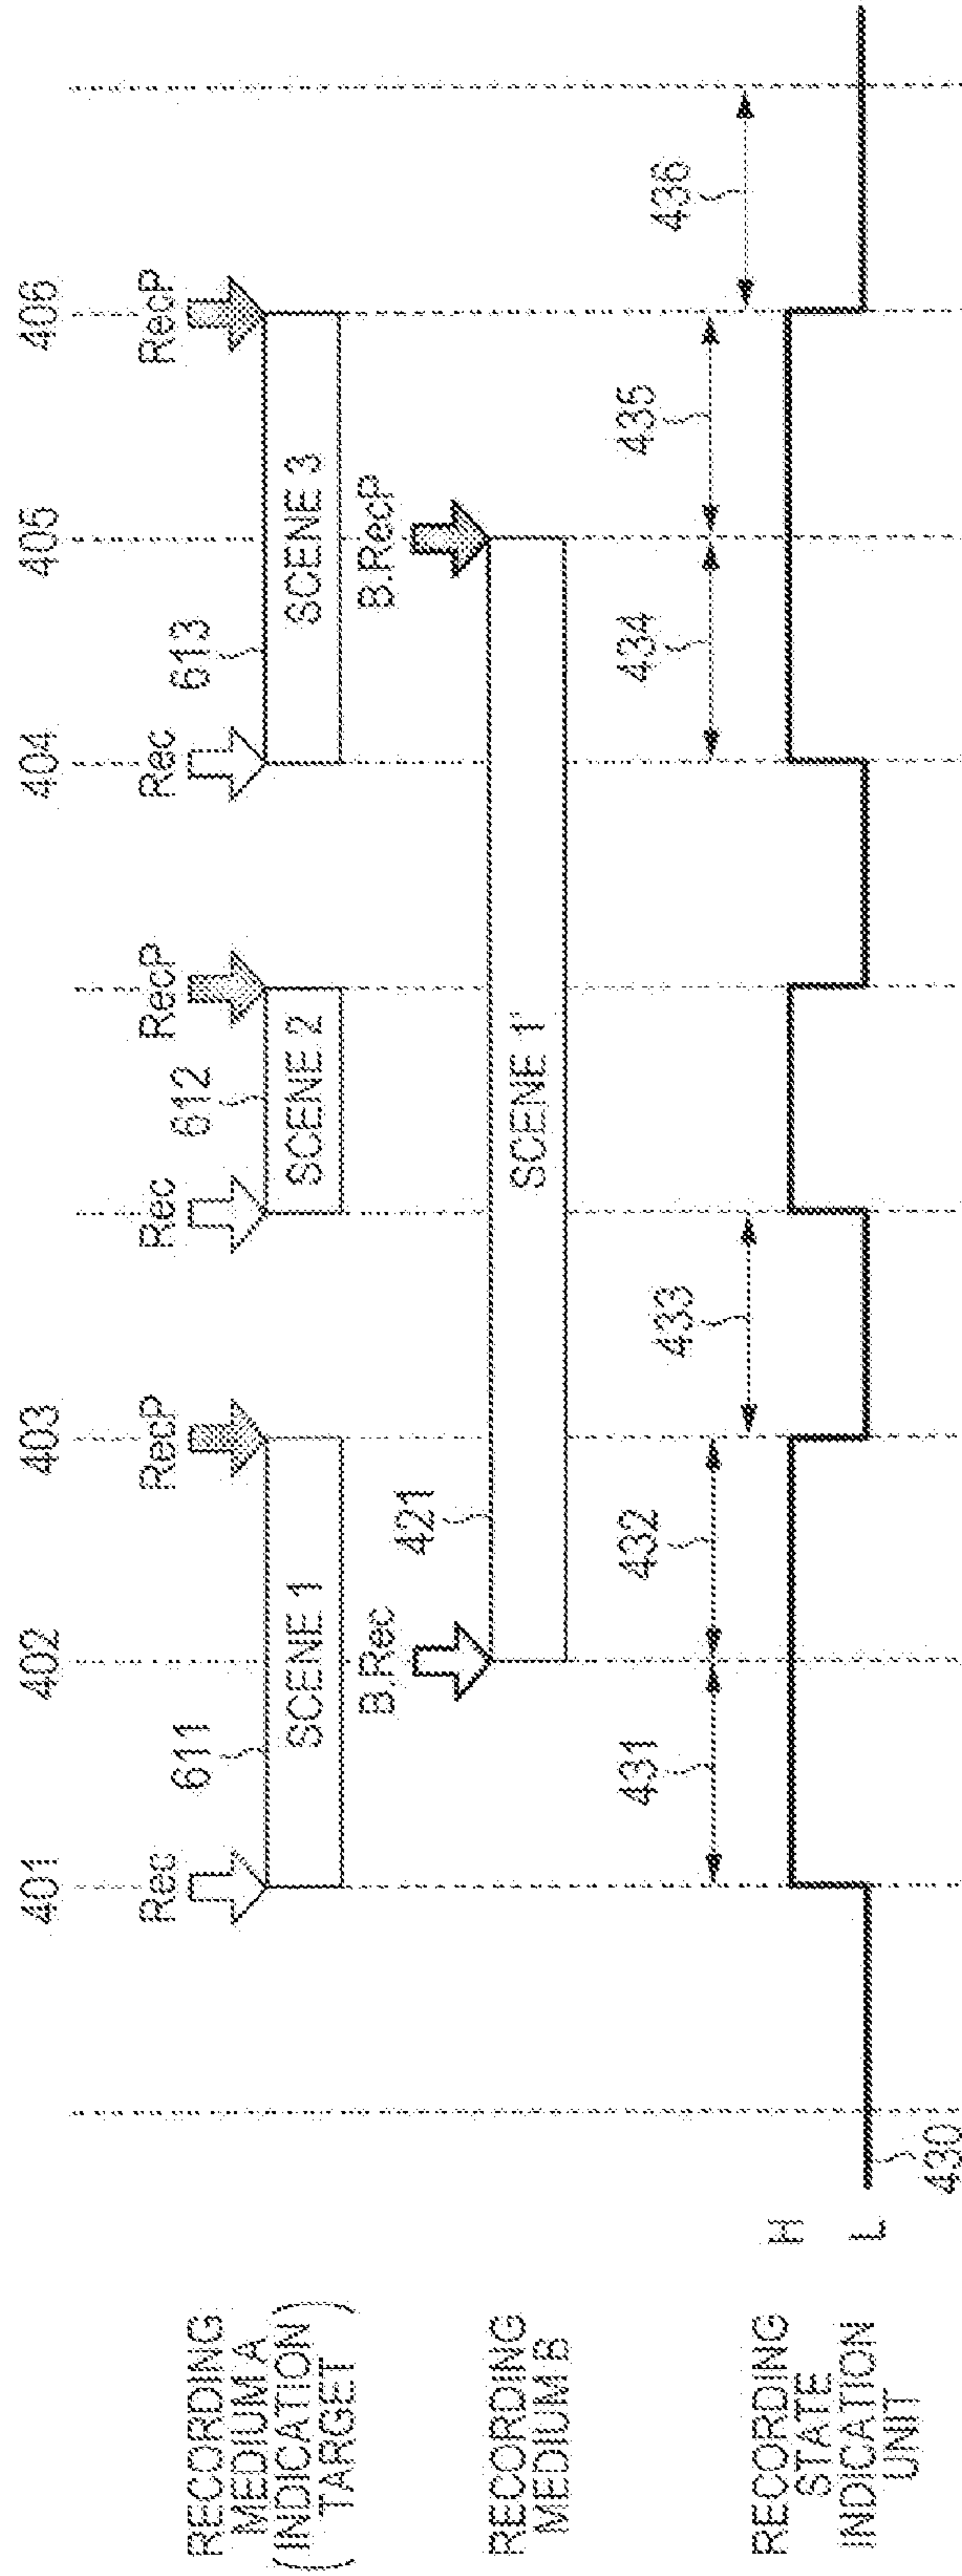 401 402 403 404 405 406
Rec RecP Rec RecP Rec RecP
611 612 613
RECORDING
MEDIUM A
(INDICATION)
TARGET
SCENE 1 SCENE 2 SCENE 3
B.Rec B.RecP
421
RECORDING
MEDIUM B
SCENE 1'
431 432 433 434 435 436
RECORDING
STATE
INDICATION
UNIT
H
L
430